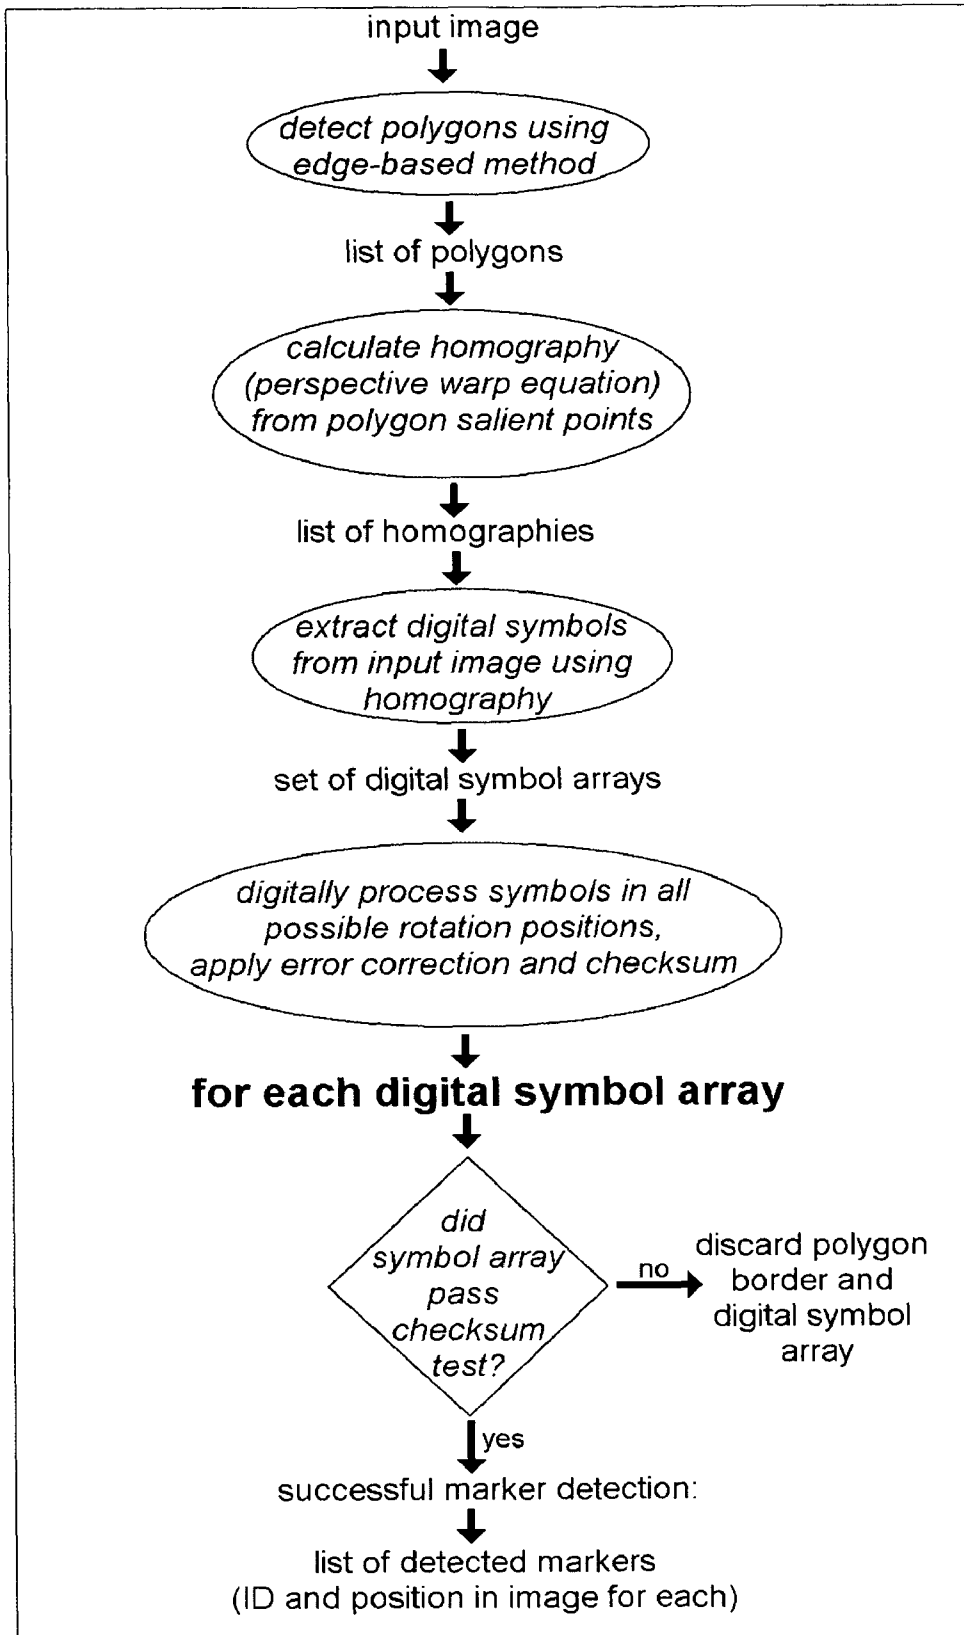 input image
detect polygons using
edge-based method
list of polygons
calculate homography
(perspective warp equation)
from polygon salient points
list of homographies
extract digital symbols
from input image using
homography
set of digital symbol arrays
digitally process symbols in all
possible rotation positions,
apply error correction and checksum
for each digital symbol array
did
symbol array
pass
checksum
test?
no
discard polygon
border and
digital symbol
array
yes
successful marker detection:
list of detected markers
(ID and position in image for each)